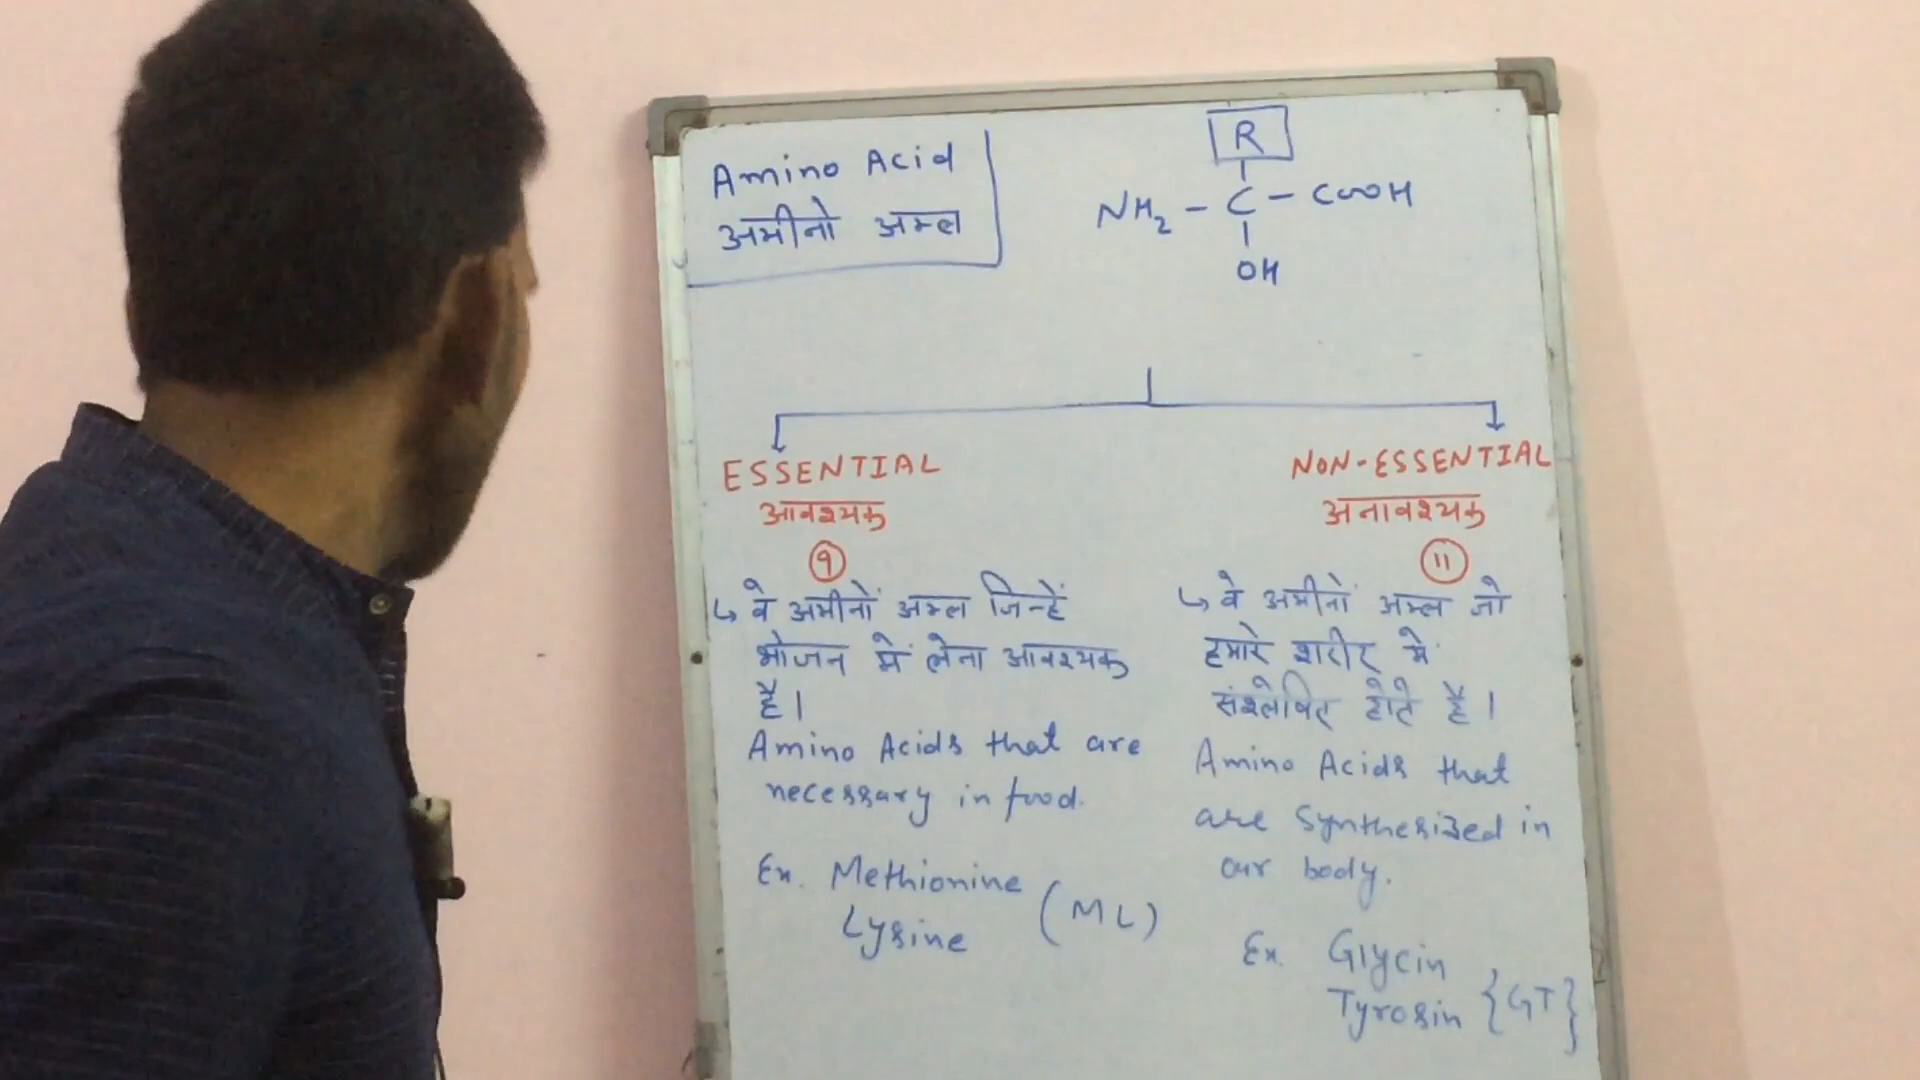 Amino Acid
अमीनो अम्ल
R
NH2 - C - COOH
OH
ESSENTIAL
आवश्यक
9
↳ वे अमीनों अम्ल जिन्हें
भोजन में लेना आवश्यक
है।
Amino Acids that are
necessary in food.
Ex. Methionine
Lysine (ML)
NON-ESSENTIAL
अनावश्यक
11
↳ वे अमीनों अम्ल जो
हमारे शरीर में
संश्लेषित होते है।
Amino Acids that
are synthesized in
our body.
Ex. Glycin
Tyrosin {GT}